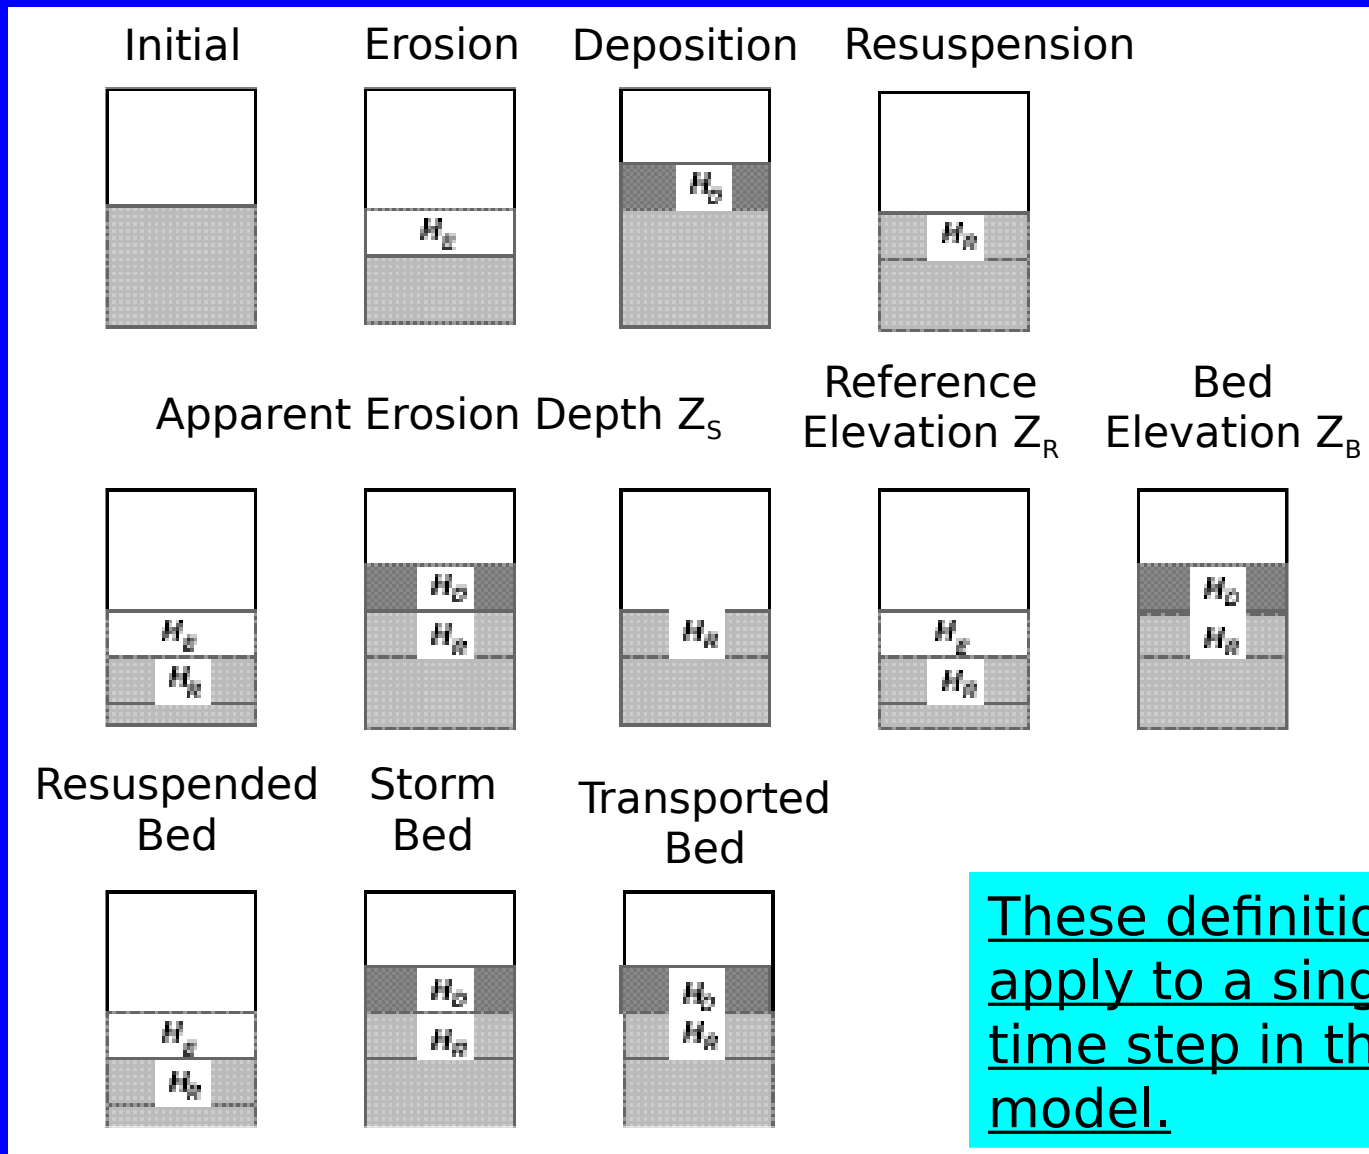 Initial
Erosion
Deposition
Resuspension
H_E
H_D
H_R
Apparent Erosion Depth Z_S
Reference
Elevation Z_R
Bed
Elevation Z_B
H_E
H_R
H_D
H_R
H_R
H_E
H_R
H_D
H_R
Resuspended
Bed
Storm
Bed
Transported
Bed
H_E
H_R
H_D
H_R
H_D
H_R
These definitio
apply to a sing
time step in th
model.